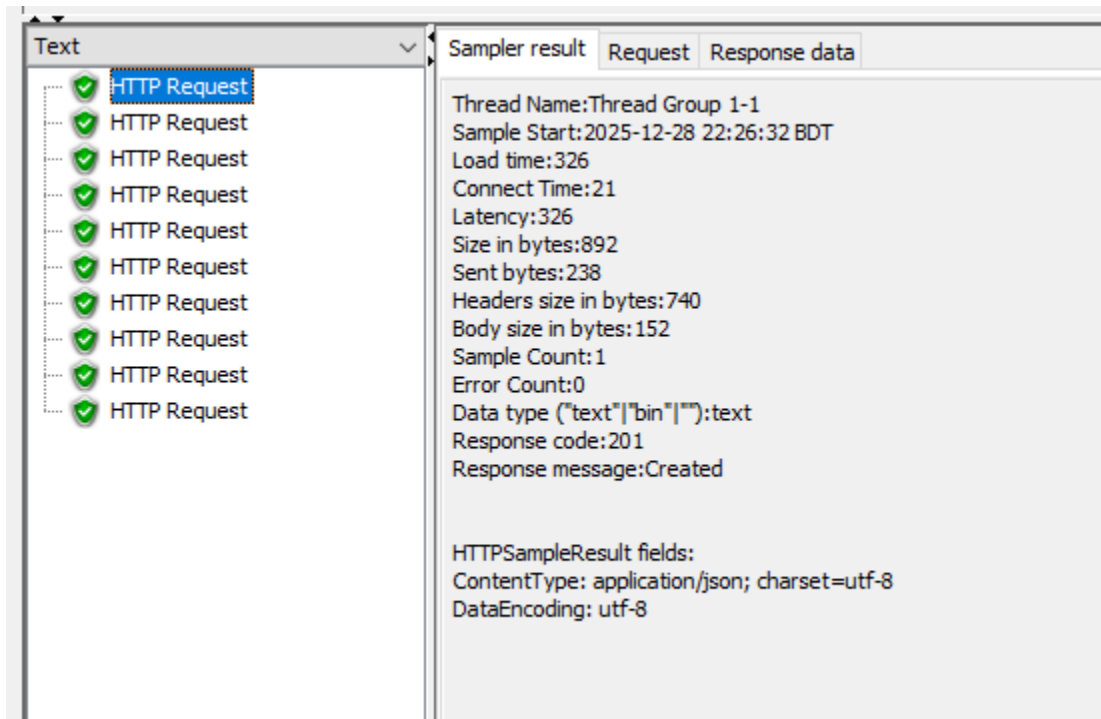 Text
HTTP Request
HTTP Request
HTTP Request
HTTP Request
HTTP Request
HTTP Request
HTTP Request
HTTP Request
HTTP Request
HTTP Request
Sampler result Request Response data
Thread Name:Thread Group 1-1
Sample Start:2025-12-28 22:26:32 BDT
Load time:326
Connect Time:21
Latency:326
Size in bytes:892
Sent bytes:238
Headers size in bytes:740
Body size in bytes:152
Sample Count:1
Error Count:0
Data type ("text"|"bin"|""):text
Response code:201
Response message:Created
HTTPSampleResult fields:
ContentType: application/json; charset=utf-8
DataEncoding: utf-8